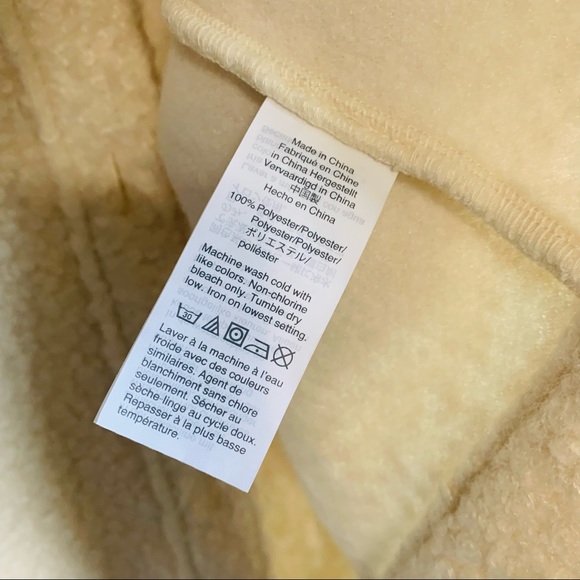 Made in China
Fabriqué en Chine
in China Hergestellt
Vervaardigd in China
中国製
Hecho en China
100% Polyester/Polyester/
Polyester/Polyester/
ポリエステル/
poliéster
Machine wash cold with
like colors. Non-chlorine
bleach only. Tumble dry
low. Iron on lowest setting.
30
Laver à la machine à l'eau
froide avec des couleurs
similaires. Agent de
blanchiment sans chlore
seulement. Sécher au
sèche-linge au cycle doux.
Repasser à la plus basse
température.